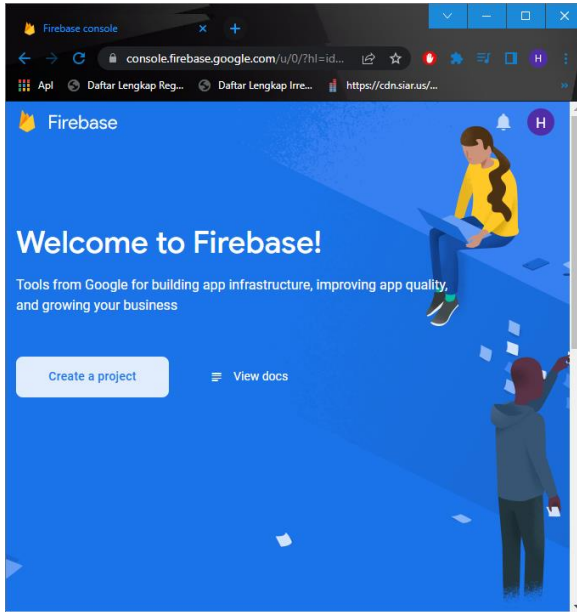 Firebase console
console.firebase.google.com/u/0/?hl=id...
H
Apl
Daftar Lengkap Reg...
Daftar Lengkap Irre...
https://cdn.siar.us/...
Firebase
H
Welcome to Firebase!
Tools from Google for building app infrastructure, improving app quality,
and growing your business
Create a project
View docs